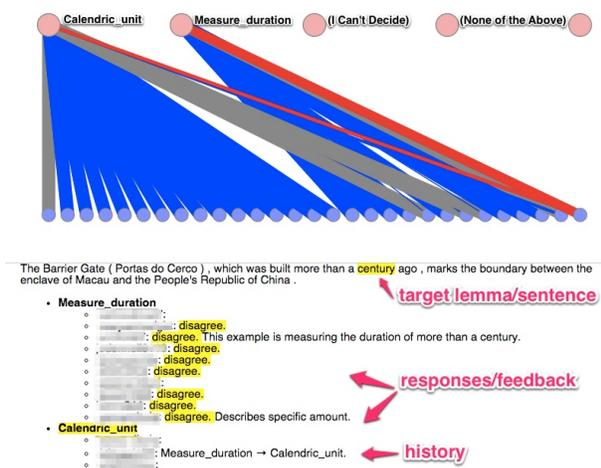 Calendric_unit Measure_duration (I Can't Decide) (None of the Above)
The Barrier Gate ( Portas do Cerco ) , which was built more than a century ago , marks the boundary between the
enclave of Macau and the People's Republic of China .
target lemma/sentence
Measure_duration
:
: disagree.
: disagree. This example is measuring the duration of more than a century.
: disagree.
: disagree.
: disagree.
responses/feedback
:
: disagree.
: disagree.
: disagree. Describes specific amount.
Calendric_unit
:
: Measure_duration → Calendric_unit.
history
: